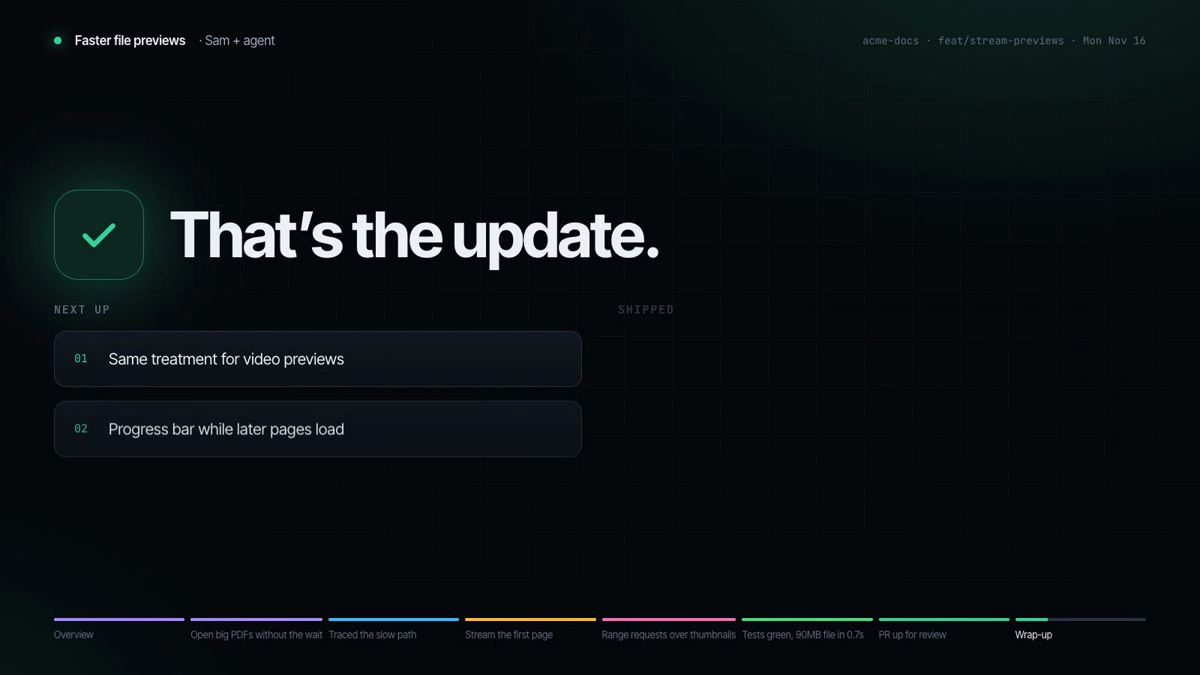 Faster file previews · Sam + agent
acme-docs · feat/stream-previews · Mon Nov 16
That’s the update.
NEXT UP
01 Same treatment for video previews
02 Progress bar while later pages load
SHIPPED
Overview
Open big PDFs without the wait
Traced the slow path
Stream the first page
Range requests over thumbnails
Tests green, 90MB file in 0.7s
PR up for review
Wrap-up